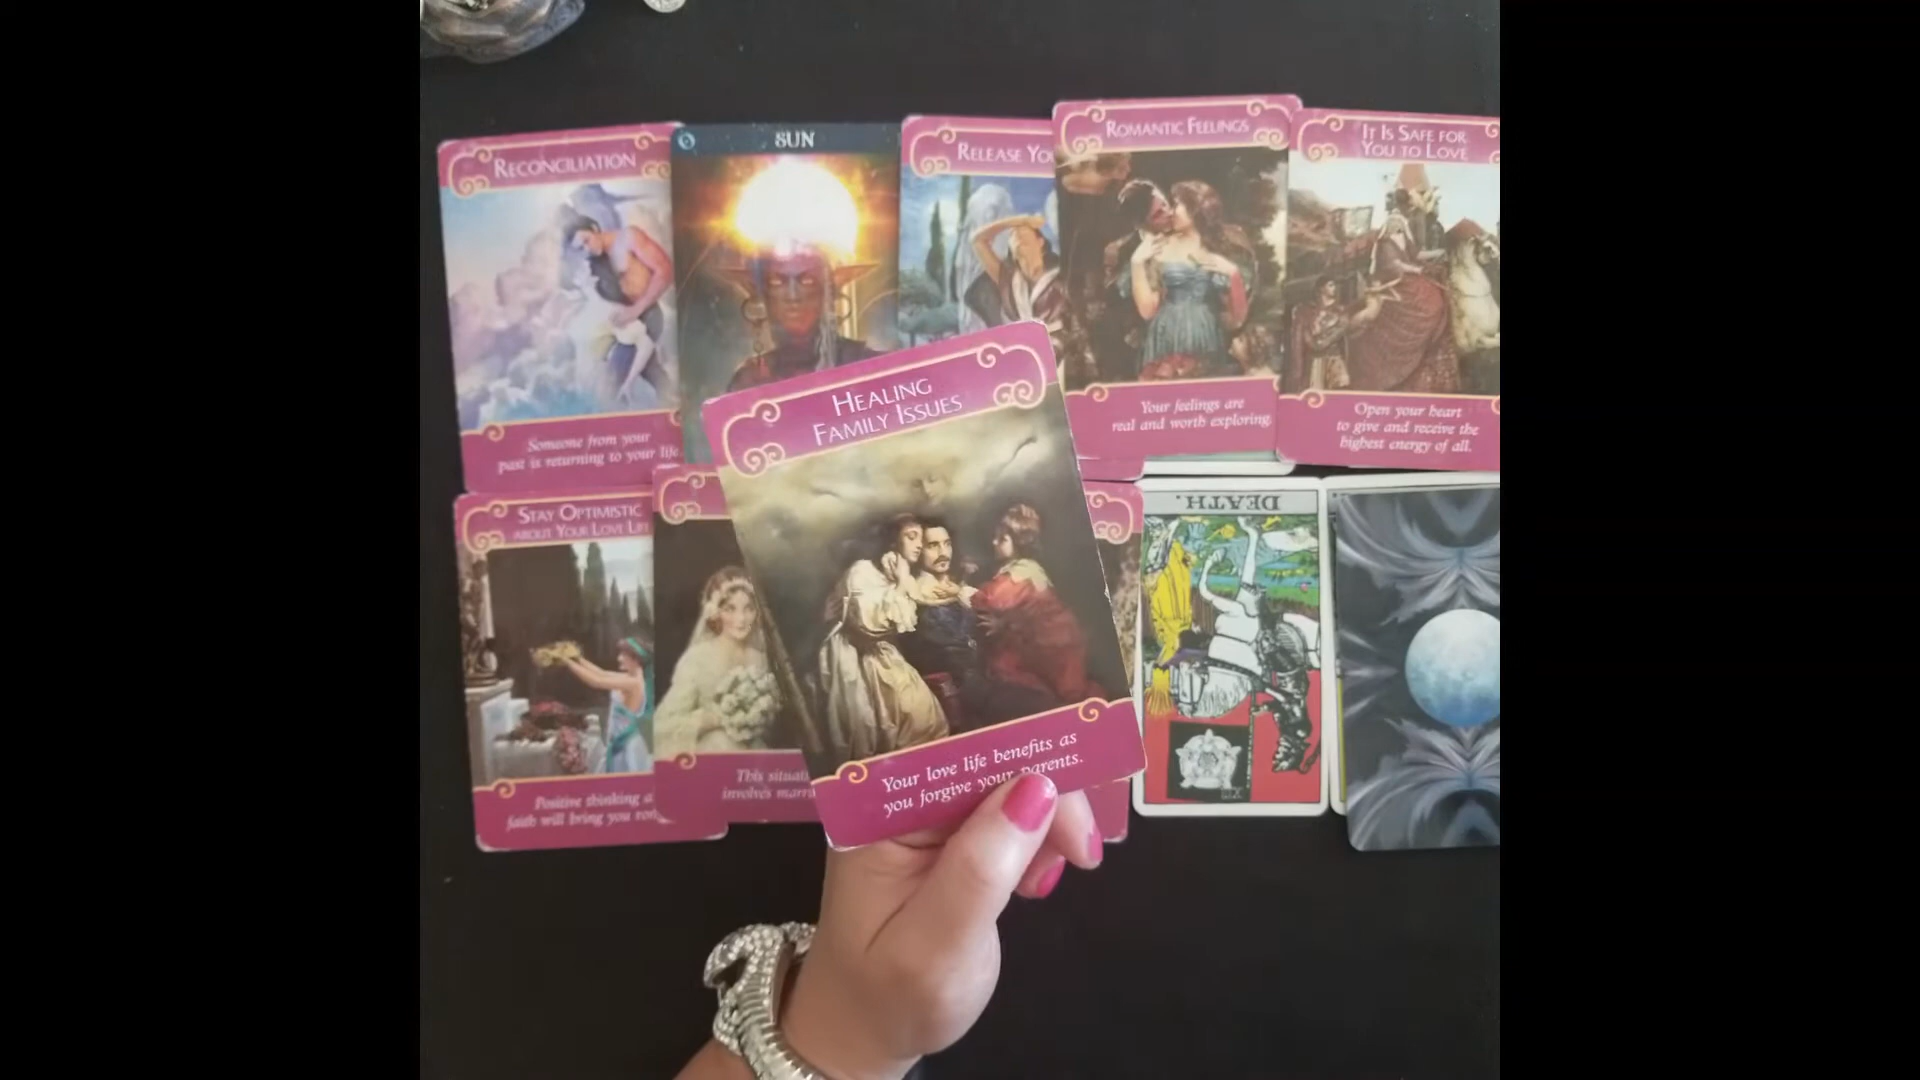 RECONCILIATION
Someone from your
past is returning to your life.
SUN
RELEASE YOU
ROMANTIC FEELINGS
Your feelings are
real and worth exploring.
IT IS SAFE FOR
YOU TO LOVE
Open your heart
to give and receive the
highest energy of all.
HEALING
FAMILY ISSUES
Your love life benefits as
you forgive your parents.
STAY OPTIMISTIC
ABOUT YOUR LOVE LIFE
Positive thinking a
faith will bring you
This situati
involves marri
DEATH.
XIII